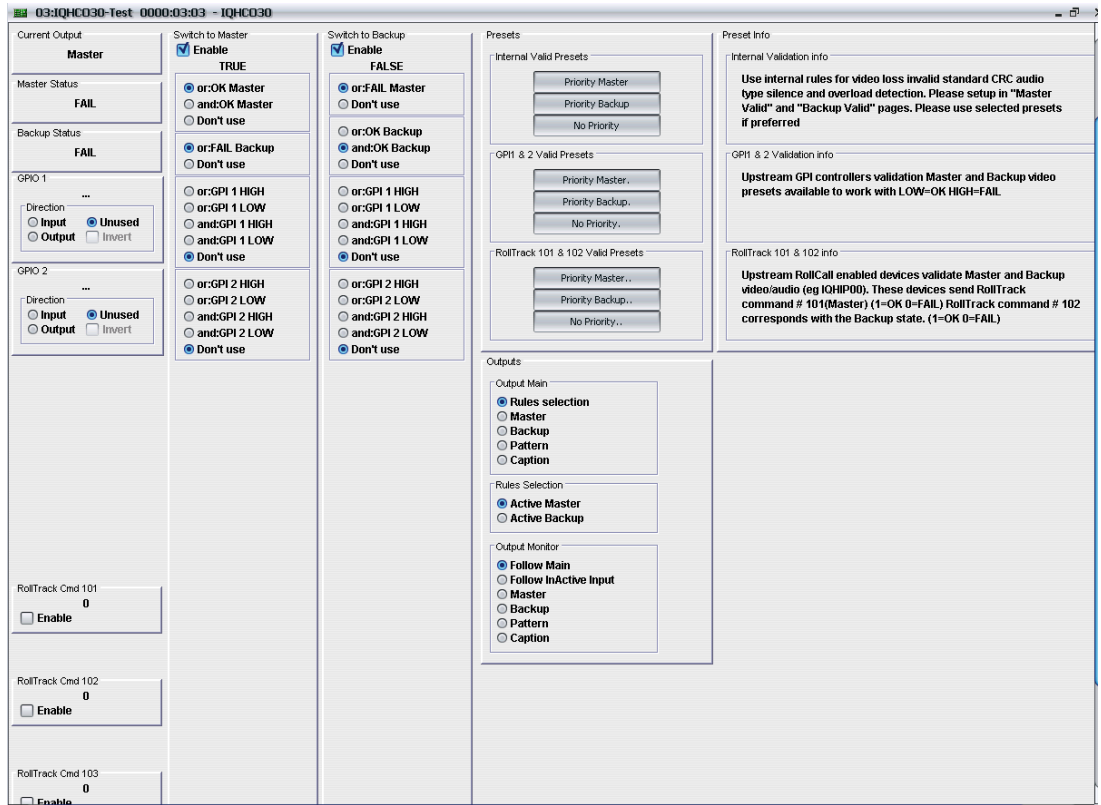 03:IQHCO30-Test 0000:03:03 - IQHCO30
Current Output
Master
Master Status
FAIL
Backup Status
FAIL
GPIO 1
...
Direction
Input
Unused
Output
Invert
GPIO 2
...
Direction
Input
Unused
Output
Invert
RollTrack Cmd 101
0
Enable
RollTrack Cmd 102
0
Enable
RollTrack Cmd 103
0
Enable
Switch to Master
Enable
TRUE
or:OK Master
and:OK Master
Don't use
or:FAIL Backup
Don't use
or:GPI 1 HIGH
or:GPI 1 LOW
and:GPI 1 HIGH
and:GPI 1 LOW
Don't use
or:GPI 2 HIGH
or:GPI 2 LOW
and:GPI 2 HIGH
and:GPI 2 LOW
Don't use
Switch to Backup
Enable
FALSE
or:FAIL Master
Don't use
or:OK Backup
and:OK Backup
Don't use
or:GPI 1 HIGH
or:GPI 1 LOW
and:GPI 1 HIGH
and:GPI 1 LOW
Don't use
or:GPI 2 HIGH
or:GPI 2 LOW
and:GPI 2 HIGH
and:GPI 2 LOW
Don't use
Presets
Internal Valid Presets
Priority Master
Priority Backup
No Priority
GPI1 & 2 Valid Presets
Priority Master.
Priority Backup.
No Priority.
RollTrack 101 & 102 Valid Presets
Priority Master..
Priority Backup..
No Priority..
Outputs
Output Main
Rules selection
Master
Backup
Pattern
Caption
Rules Selection
Active Master
Active Backup
Output Monitor
Follow Main
Follow InActive Input
Master
Backup
Pattern
Caption
Preset Info
Internal Validation info
Use internal rules for video loss invalid standard CRC audio
type silence and overload detection. Please setup in "Master
Valid" and "Backup Valid" pages. Please use selected presets
if preferred
GPI1 & 2 Validation info
Upstream GPI controllers validation Master and Backup video
presets available to work with LOW=OK HIGH=FAIL
RollTrack 101 & 102 info
Upstream RollCall enabled devices validate Master and Backup
video/audio (eg IQHIP00). These devices send RollTrack
command # 101(Master) (1=OK 0=FAIL) RollTrack command # 102
corresponds with the Backup state. (1=OK 0=FAIL)